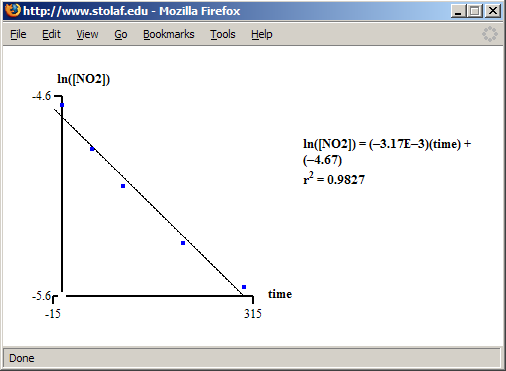 http://www.stolaf.edu - Mozilla Firefox
File Edit View Go Bookmarks Tools Help
ln([NO2])
-4.6
ln([NO2]) = (−3.17E−3)(time) +
(−4.67)
r² = 0.9827
-5.6
time
-15 315
Done